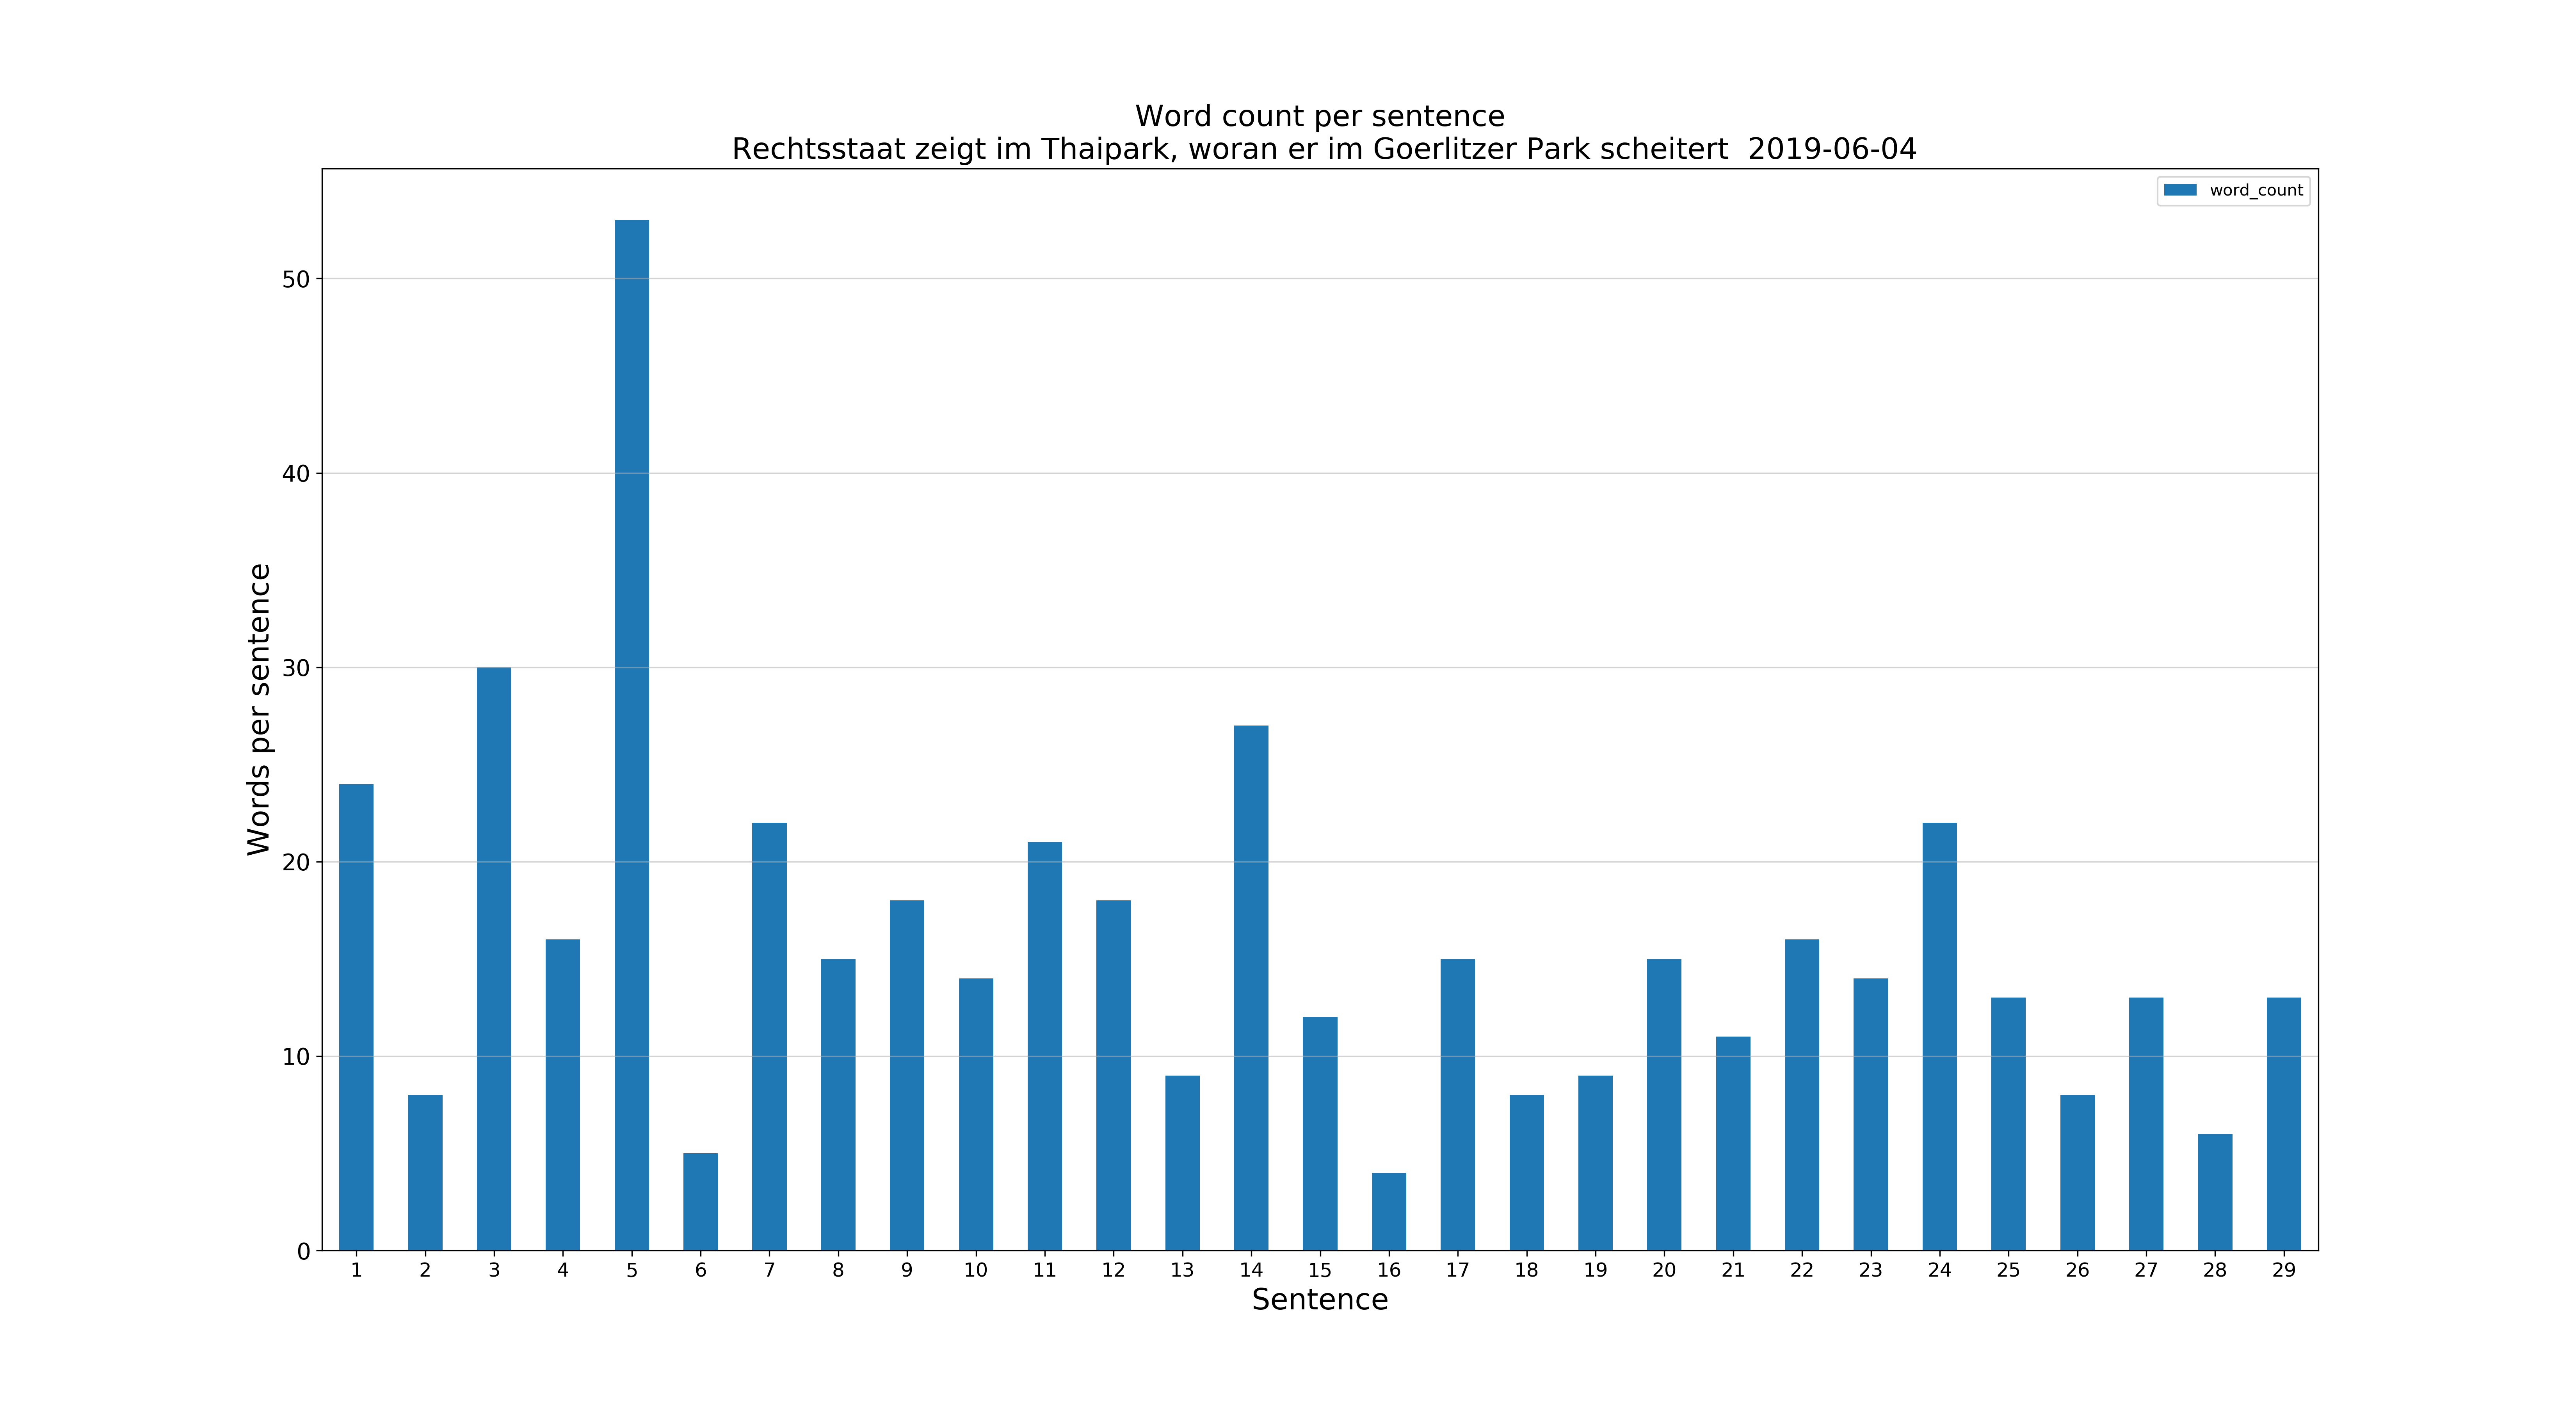 Word count per sentence
Rechtsstaat zeigt im Thaipark, woran er im Goerlitzer Park scheitert  2019-06-04
word_count
50
40
30
20
10
0
Words per sentence
1 2 3 4 5 6 7 8 9 10 11 12 13 14 15 16 17 18 19 20 21 22 23 24 25 26 27 28 29
Sentence